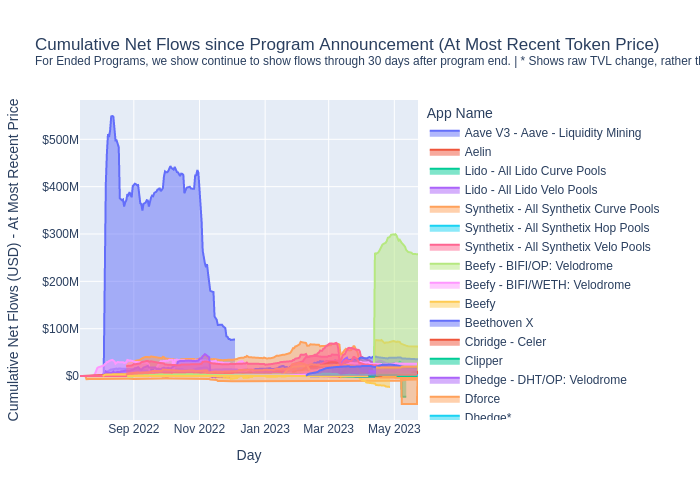 Cumulative Net Flows since Program Announcement (At Most Recent Token Price)
For Ended Programs, we show continue to show flows through 30 days after program end. | * Shows raw TVL change, rather
Cumulative Net Flows (USD) - At Most Recent Price
$500M
$400M
$300M
$200M
$100M
$0
Sep 2022
Nov 2022
Jan 2023
Mar 2023
May 2023
Day
App Name
Aave V3 - Aave - Liquidity Mining
Aelin
Lido - All Lido Curve Pools
Lido - All Lido Velo Pools
Synthetix - All Synthetix Curve Pools
Synthetix - All Synthetix Hop Pools
Synthetix - All Synthetix Velo Pools
Beefy - BIFI/OP: Velodrome
Beefy - BIFI/WETH: Velodrome
Beefy
Beethoven X
Cbridge - Celer
Clipper
Dhedge - DHT/OP: Velodrome
Dforce
Dhedge*